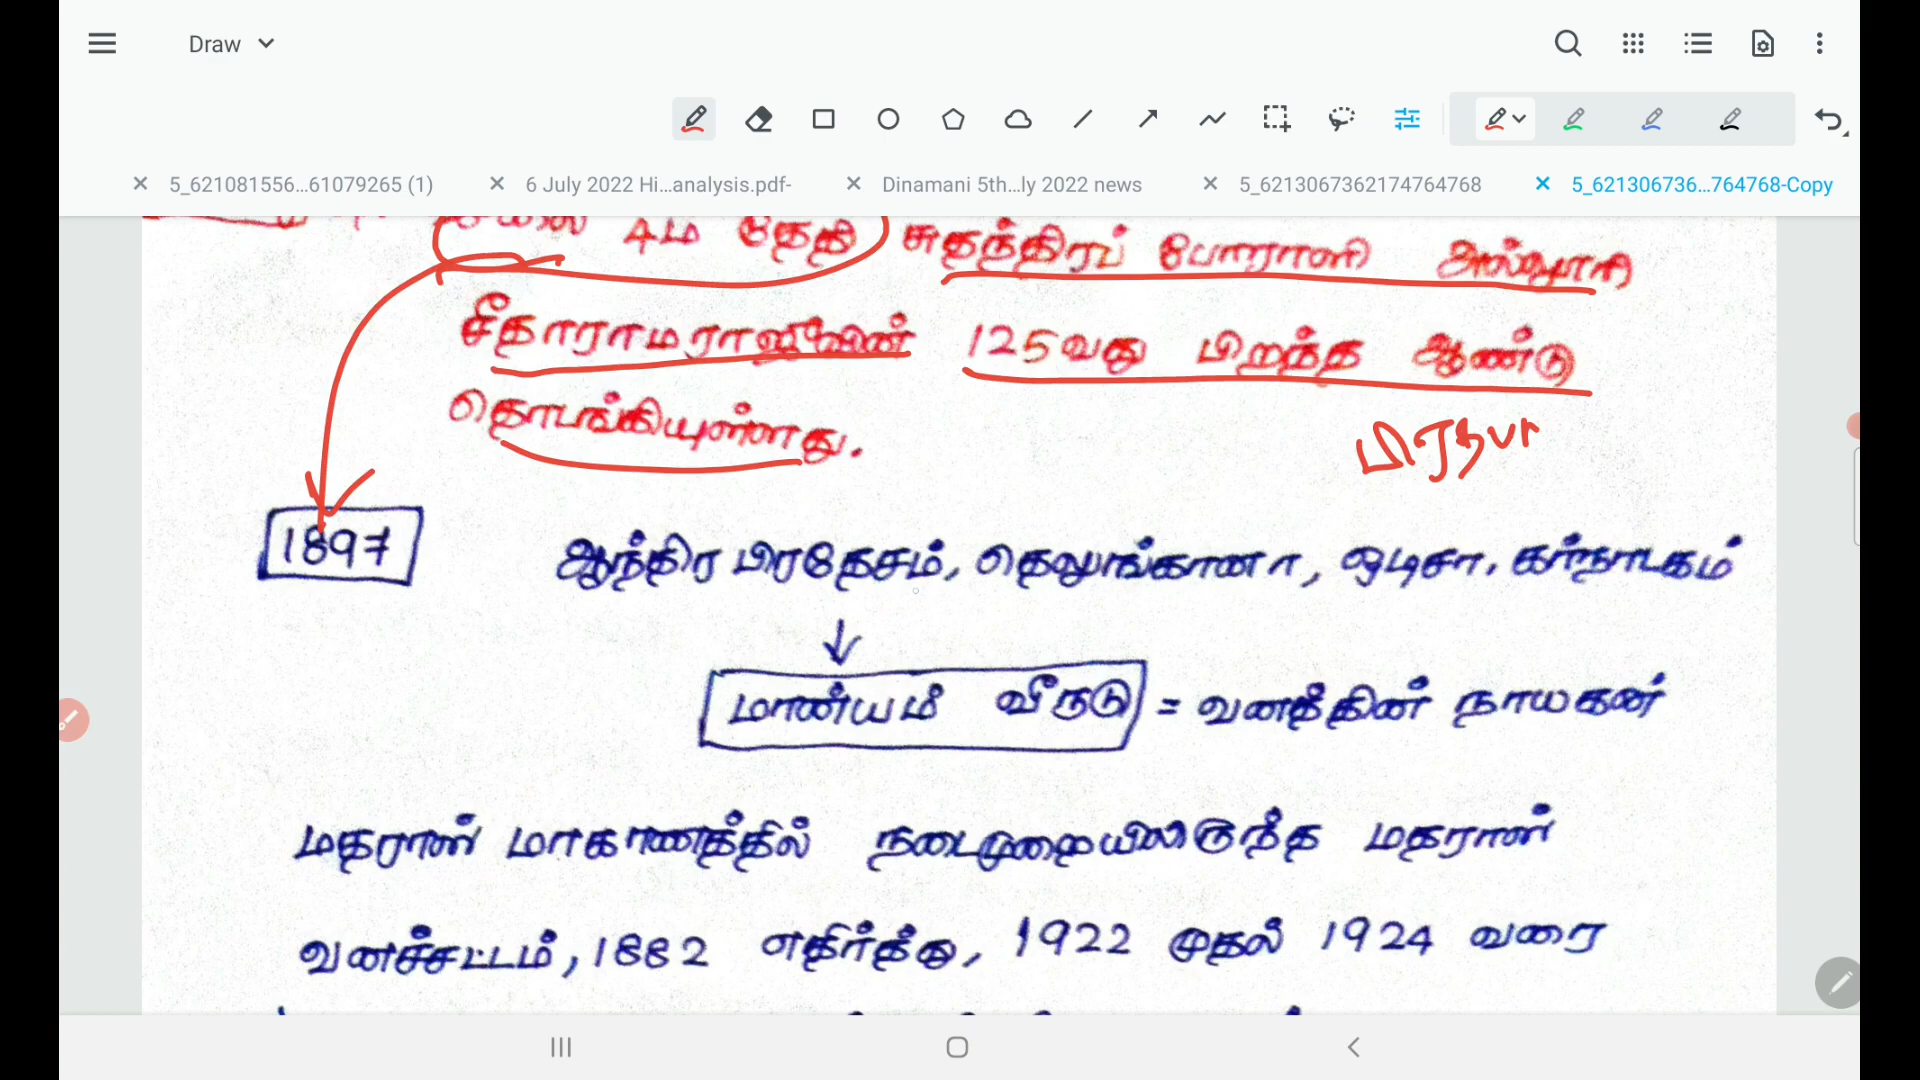 Draw
5_621081556...61079265 (1)
6 July 2022 Hi...analysis.pdf-
Dinamani 5th...ly 2022 news
5_6213067362174764768
5_621306736...764768-Copy
4ம் தேதி சுதந்திரப் போராளி அல்லூரி
சீதாராமராஜுவின் 125வது பிறந்த ஆண்டு
தொடங்கியுள்ளது.
1897
ஆந்திர பிரதேசம், தெலுங்கானா, ஒடிசா, கர்நாடகம்
மாண்யம் வீருடு = வனத்தின் நாயகன்
மதராஸ் மாகாணத்தில் நடைமுறையிலிருந்த மதராஸ்
வனச்சட்டம், 1882 எதிர்த்து, 1922 முதல் 1924 வரை